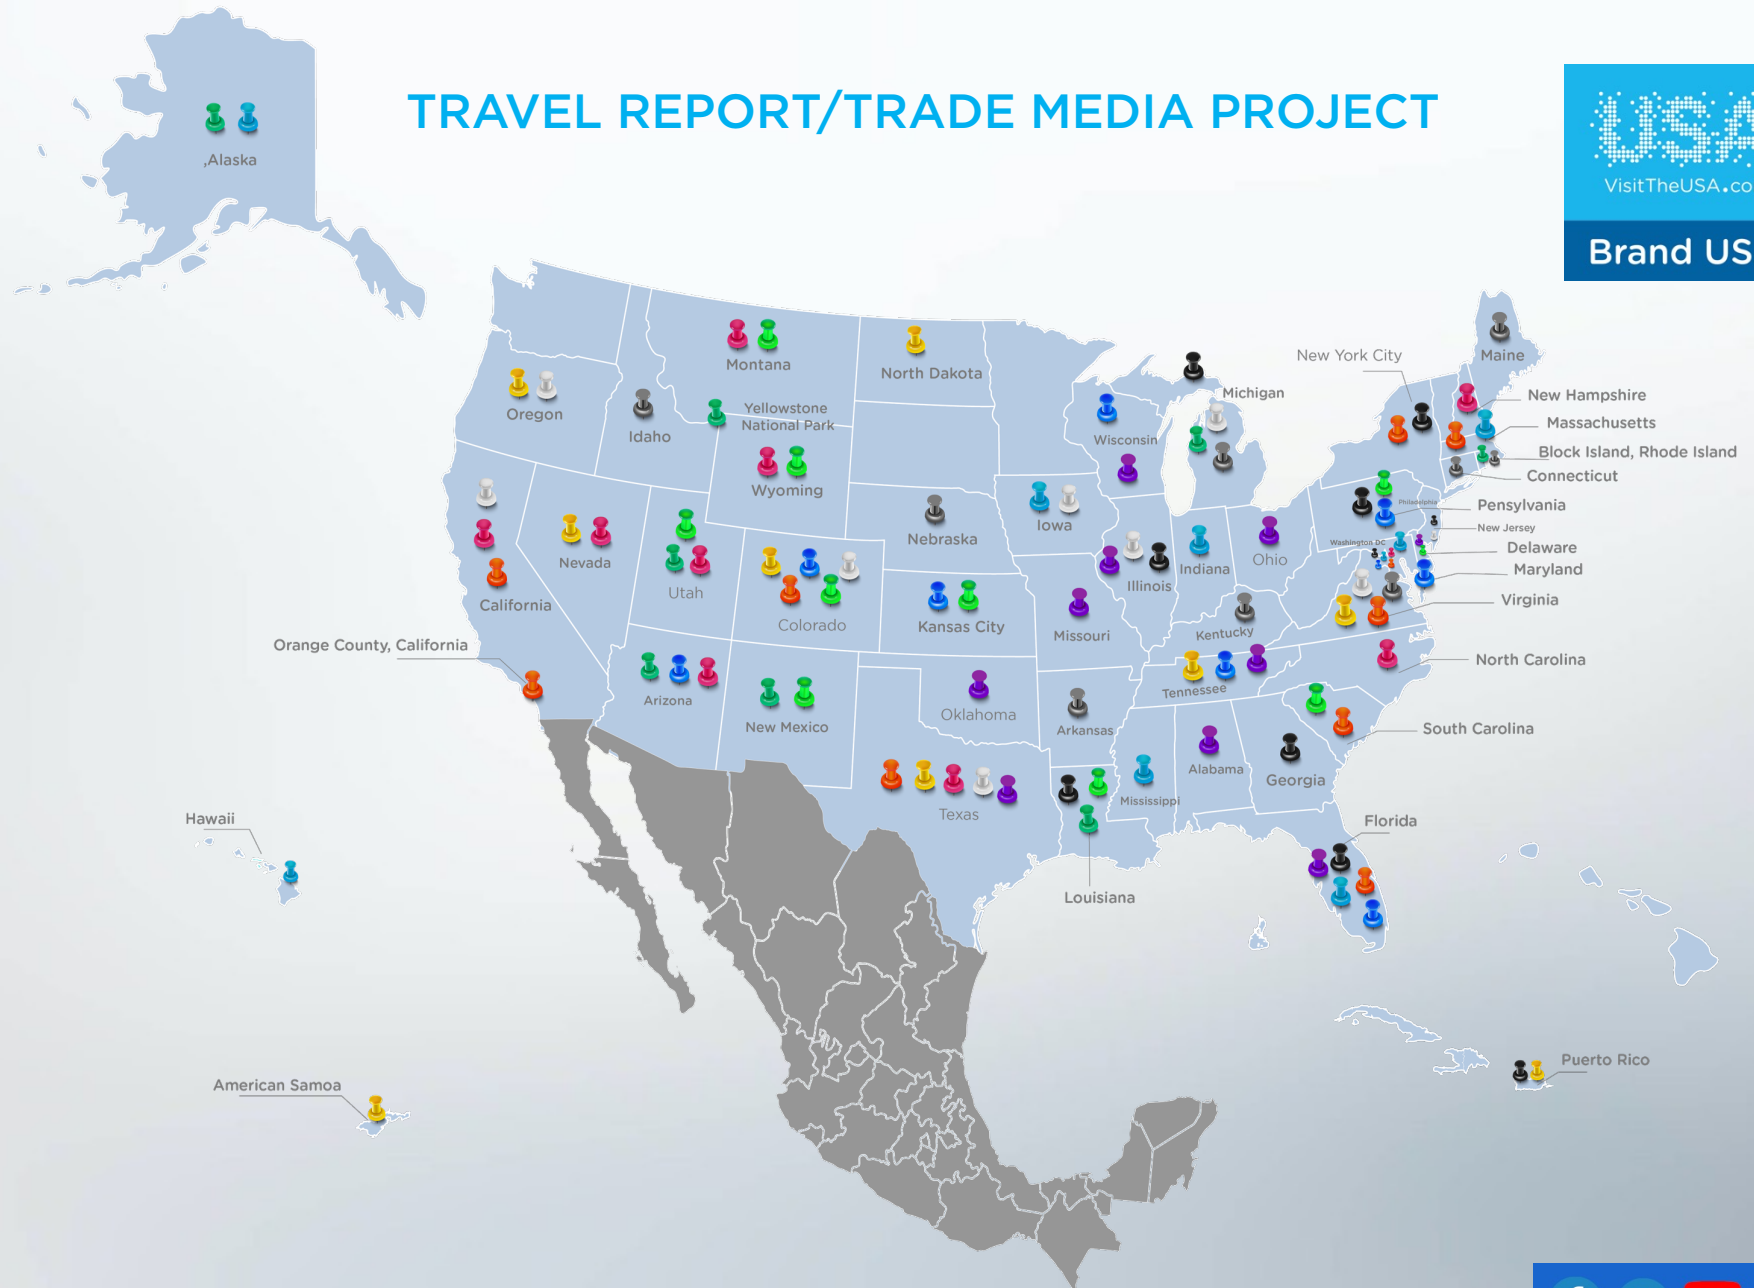 TRAVEL REPORT/TRADE MEDIA PROJECT
USA
VisitTheUSA.co
Brand US
,Alaska
Montana
North Dakota
Oregon
Idaho
Yellowstone
National Park
Wyoming
Wisconsin
Michigan
New York City
Maine
New Hampshire
Massachusetts
Block Island, Rhode Island
Connecticut
Philadelphia
Pensylvania
New Jersey
Washington DC
Delaware
Maryland
Virginia
North Carolina
South Carolina
Nevada
Utah
Colorado
Nebraska
Iowa
Illinois
Indiana
Ohio
California
Kansas City
Missouri
Kentucky
Tennessee
Orange County, California
Arizona
New Mexico
Oklahoma
Arkansas
Mississippi
Alabama
Georgia
Texas
Louisiana
Florida
Hawaii
American Samoa
Puerto Rico